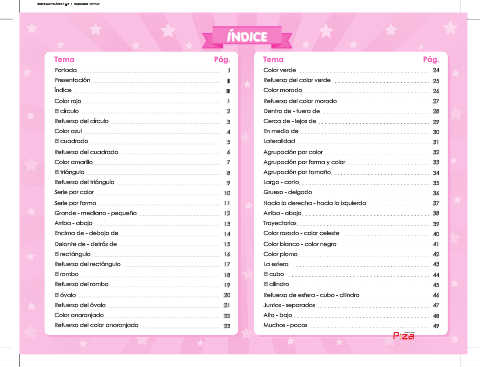 ÍNDICE
Tema Pág.
Portada I
Presentación II
Índice III
Color rojo 1
El círculo 2
Refuerzo del círculo 3
Color azul 4
El cuadrado 5
Refuerzo del cuadrado 6
Color amarillo 7
El triángulo 8
Refuerzo del triángulo 9
Serie por color 10
Serie por forma 11
Grande - mediano - pequeño 12
Arriba - abajo 13
Encima de - debajo de 14
Delante de - detrás de 15
El rectángulo 16
Refuerzo del rectángulo 17
El rombo 18
Refuerzo del rombo 19
El óvalo 20
Refuerzo del óvalo 21
Color anaranjado 22
Refuerzo del color anaranjado 23
Tema Pág.
Color verde 24
Refuerzo del color verde 25
Color morado 26
Refuerzo del color morado 27
Dentro de - fuera de 28
Cerca de - lejos de 29
En medio de 30
Lateralidad 31
Agrupación por color 32
Agrupación por forma y color 33
Agrupación por tamaño 34
Largo - corto 35
Grueso - delgado 36
Hacia la derecha - hacia la izquierda 37
Arriba - abajo 38
Trayectorias 39
Color rosado - color celeste 40
Color blanco - color negro 41
Color plomo 42
La esfera 43
El cubo 44
El cilindro 45
Refuerzo de esfera - cubo - cilindro 46
Juntos - separados 47
Alto - bajo 48
Muchos - pocos 49